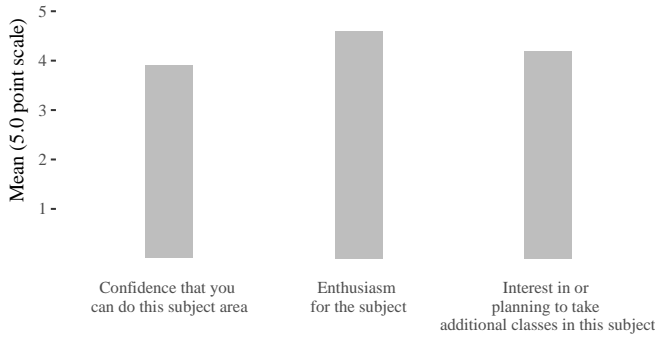 Mean (5.0 point scale)
5
4
3
2
1
Confidence that you
can do this subject area
Enthusiasm
for the subject
Interest in or
planning to take
additional classes in this subject